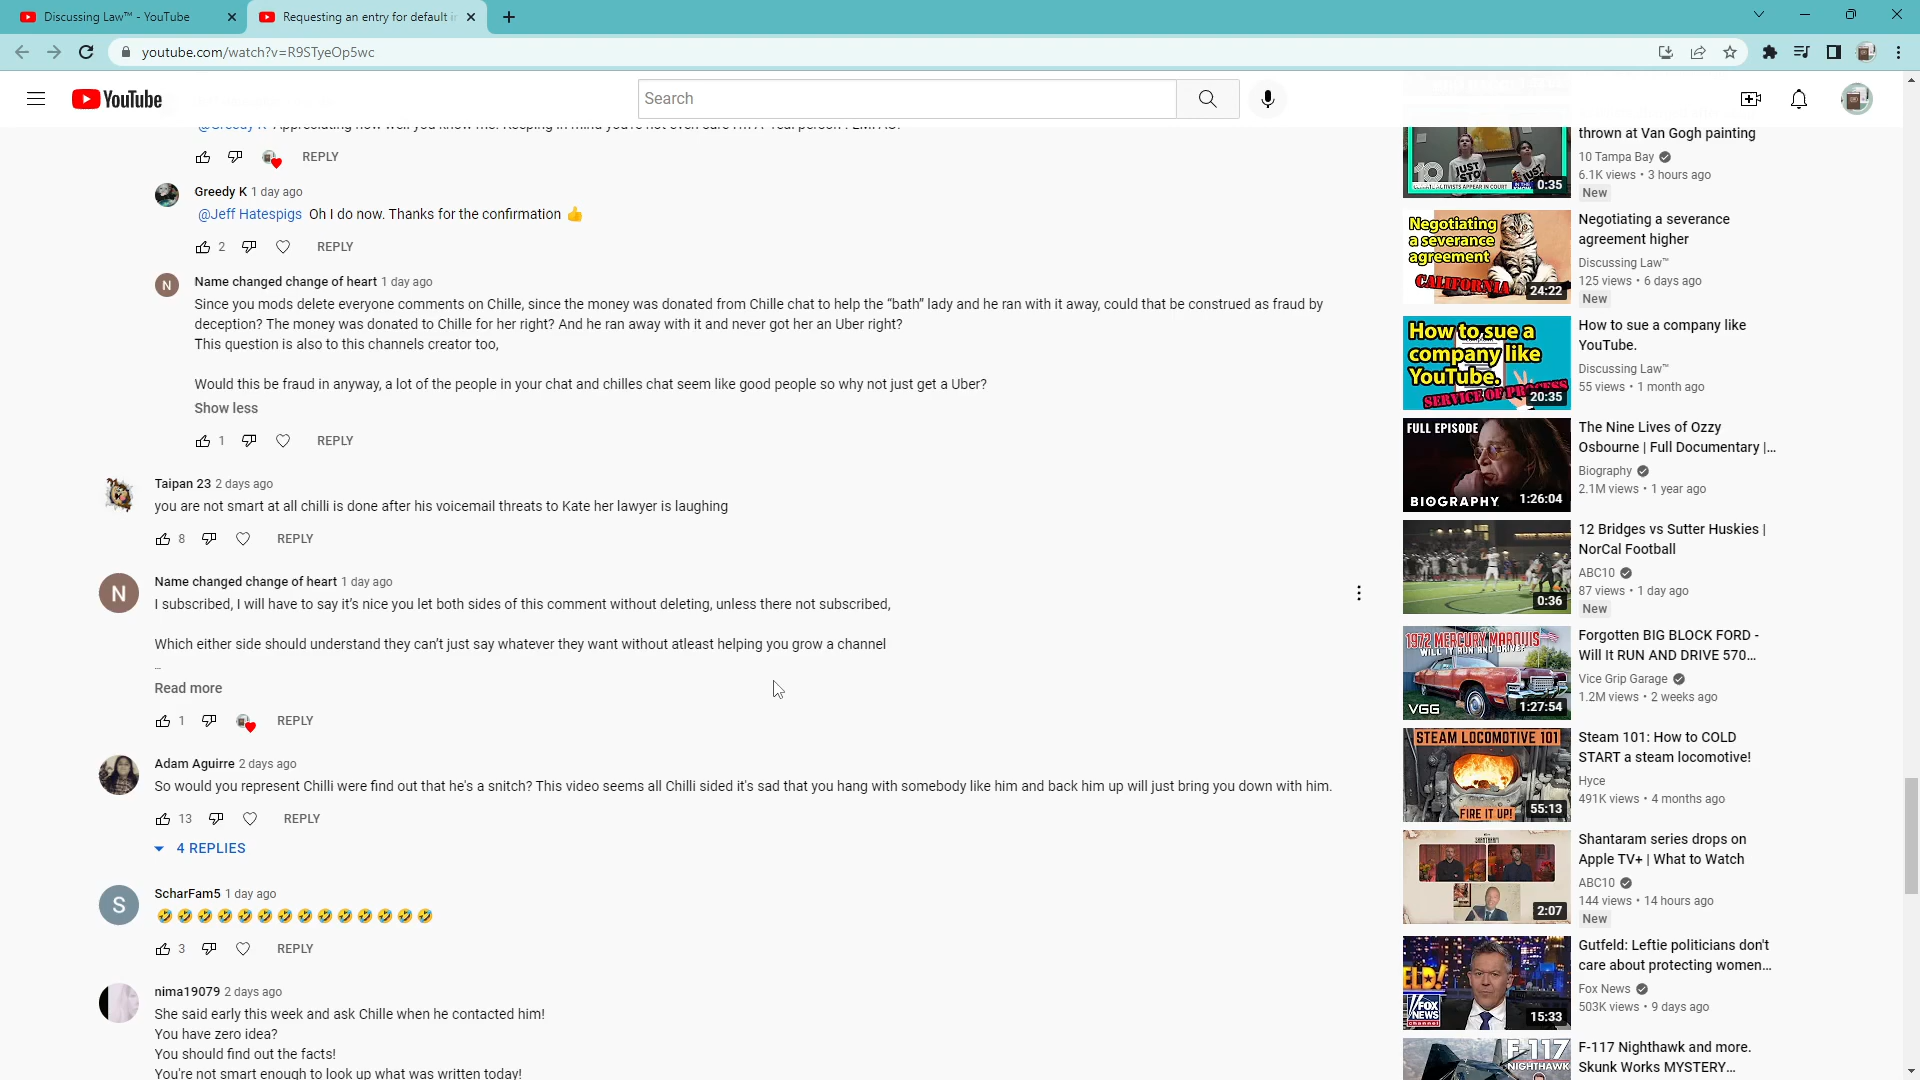 Discussing Law™ - YouTube
Requesting an entry for default i
youtube.com/watch?v=R9STyeOp5wc
YouTube
Search
REPLY
Greedy K 1 day ago
@Jeff Hatespigs Oh I do now. Thanks for the confirmation 👍
2 REPLY
N
Name changed change of heart 1 day ago
Since you mods delete everyone comments on Chille, since the money was donated from Chille chat to help the “bath” lady and he ran with it away, could that be construed as fraud by
deception? The money was donated to Chille for her right? And he ran away with it and never got her an Uber right?
This question is also to this channels creator too,
Would this be fraud in anyway, a lot of the people in your chat and chilles chat seem like good people so why not just get a Uber?
Show less
1 REPLY
Taipan 23 2 days ago
you are not smart at all chilli is done after his voicemail threats to Kate her lawyer is laughing
8 REPLY
N
Name changed change of heart 1 day ago
I subscribed, I will have to say it’s nice you let both sides of this comment without deleting, unless there not subscribed,
Which either side should understand they can’t just say whatever they want without atleast helping you grow a channel
...
Read more
1 REPLY
Adam Aguirre 2 days ago
So would you represent Chilli were find out that he's a snitch? This video seems all Chilli sided it's sad that you hang with somebody like him and back him up will just bring you down with him.
13 REPLY
4 REPLIES
S
ScharFam5 1 day ago
🤣🤣🤣🤣🤣🤣🤣🤣🤣🤣🤣🤣🤣🤣
3 REPLY
nima19079 2 days ago
She said early this week and ask Chille when he contacted him!
You have zero idea?
You should find out the facts!
You're not smart enough to look up what was written today!
thrown at Van Gogh painting
10 Tampa Bay
6.1K views • 3 hours ago
New
JUST STO
JUST STO
10
0:35
Negotiating a severance
agreement higher
Discussing Law™
125 views • 6 days ago
New
Negotiating
a severance
agreement
CALIFORNIA
24:22
How to sue a company like
YouTube.
Discussing Law™
55 views • 1 month ago
How to sue a
company like
YouTube.
SERVICE OF PROCESS
20:35
The Nine Lives of Ozzy
Osbourne | Full Documentary |...
Biography
2.1M views • 1 year ago
FULL EPISODE
BIOGRAPHY
1:26:04
12 Bridges vs Sutter Huskies |
NorCal Football
ABC10
87 views • 1 day ago
New
0:36
Forgotten BIG BLOCK FORD -
Will It RUN AND DRIVE 570...
Vice Grip Garage
1.2M views • 2 weeks ago
1972 MERCURY MARQUIS
WILL IT RUN AND DRIVE?
VGG
1:27:54
Steam 101: How to COLD
START a steam locomotive!
Hyce
491K views • 4 months ago
STEAM LOCOMOTIVE 101
FIRE IT UP!
55:13
Shantaram series drops on
Apple TV+ | What to Watch
ABC10
144 views • 14 hours ago
New
SHANTARAM
2:07
Gutfeld: Leftie politicians don't
care about protecting women...
Fox News
503K views • 9 days ago
FOX NEWS channel
15:33
F-117 Nighthawk and more.
Skunk Works MYSTERY...
F-117
NIGHTHAWK